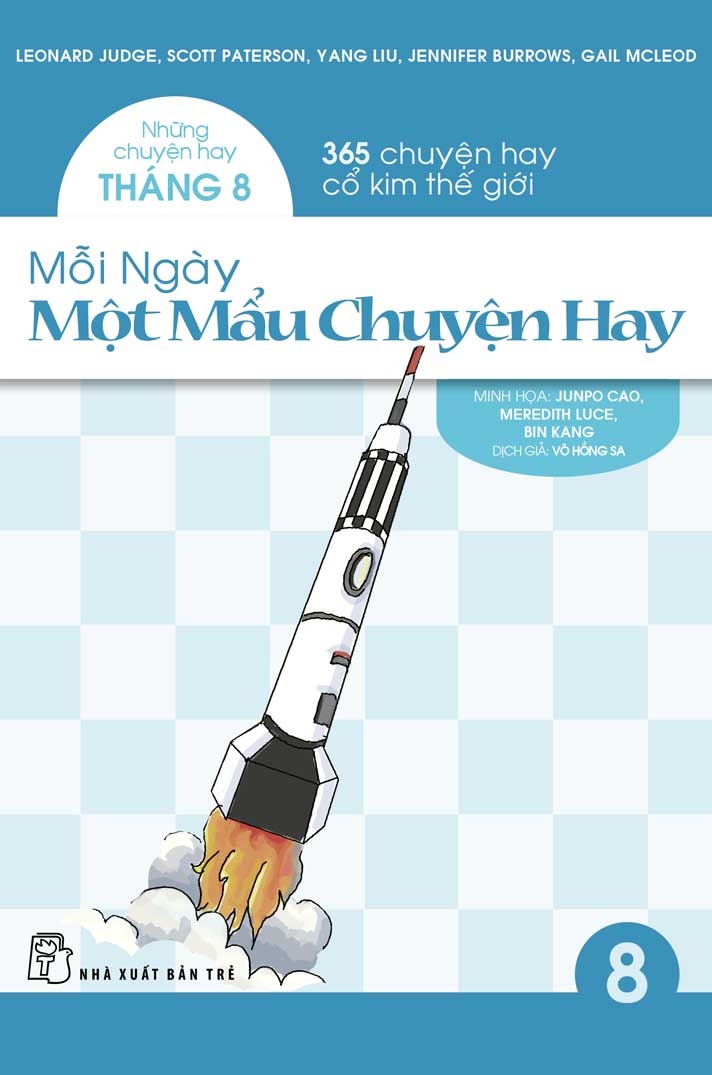 LEONARD JUDGE, SCOTT PATERSON, YANG LIU, JENNIFER BURROWS, GAIL MCLEOD
Những
chuyện hay
THÁNG 8
365 chuyện hay
cổ kim thế giới
Mỗi Ngày
Một Mẩu Chuyện Hay
MINH HỌA: JUNPO CAO,
MEREDITH LUCE,
BIN KANG
DỊCH GIẢ: VÕ HỒNG SA
T
NHÀ XUẤT BẢN TRẺ
8